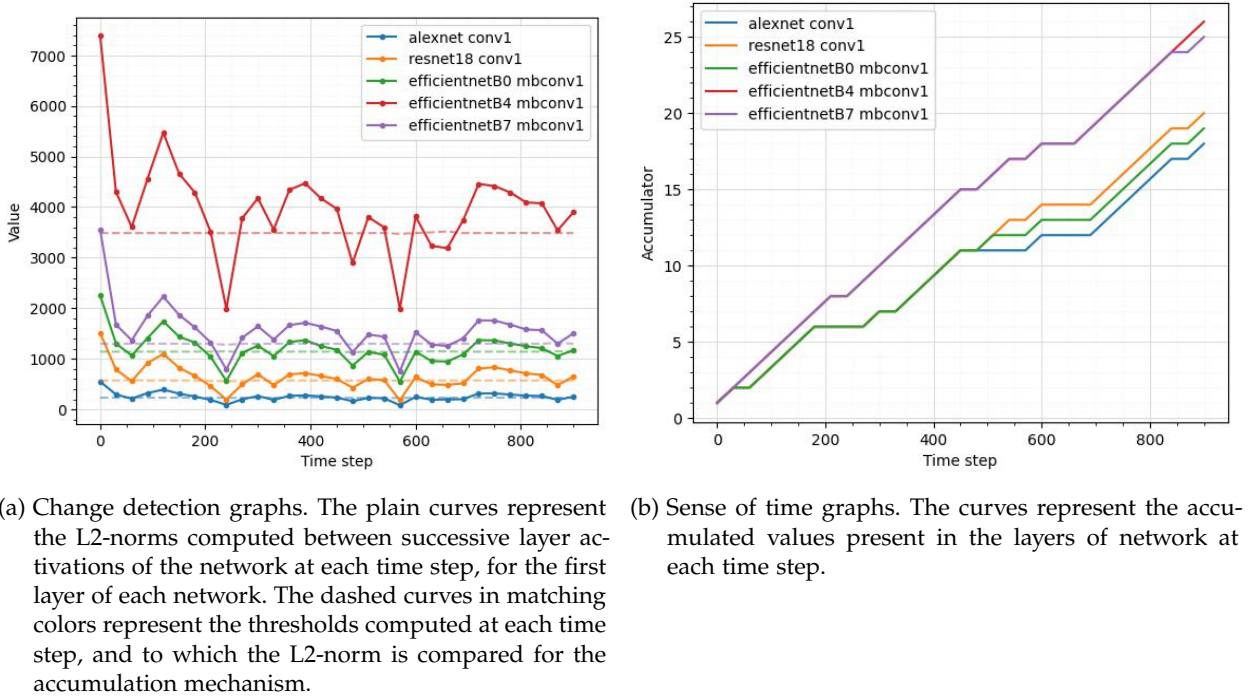 7000
6000
5000
4000
3000
2000
1000
0
Value
0
200
400
600
800
Time step
alexnet conv1
resnet18 conv1
efficientnetB0 mbconv1
efficientnetB4 mbconv1
efficientnetB7 mbconv1
25
20
15
10
5
0
Accumulator
0
200
400
600
800
Time step
alexnet conv1
resnet18 conv1
efficientnetB0 mbconv1
efficientnetB4 mbconv1
efficientnetB7 mbconv1
(a) Change detection graphs. The plain curves represent
the L2-norms computed between successive layer ac-
tivations of the network at each time step, for the first
layer of each network. The dashed curves in matching
colors represent the thresholds computed at each time
step, and to which the L2-norm is compared for the
accumulation mechanism.
(b) Sense of time graphs. The curves represent the accu-
mulated values present in the layers of network at
each time step.